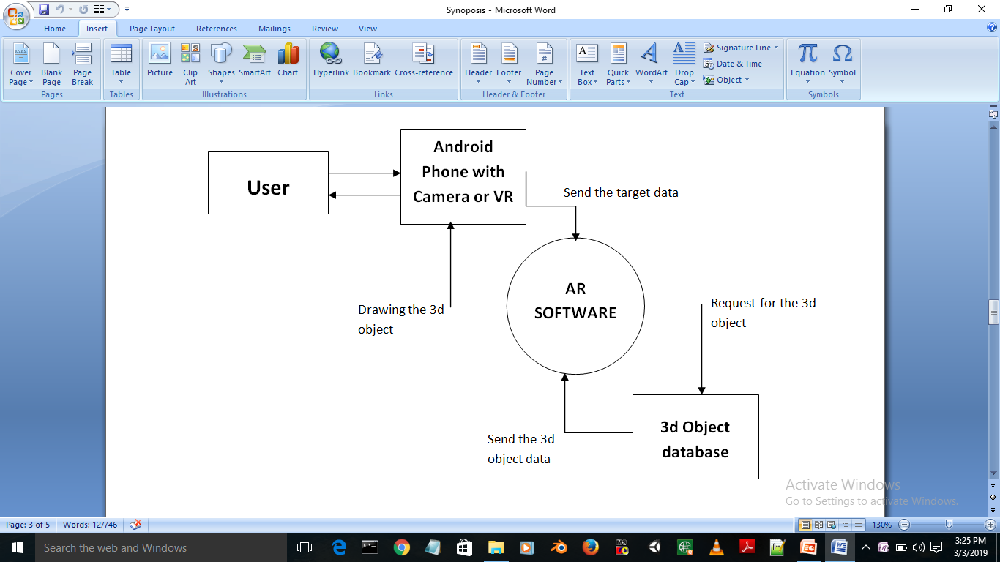 Synoposis - Microsoft Word
Home Insert Page Layout References Mailings Review View
Cover Page
Blank Page
Page Break
Table
Picture
Clip Art
Shapes
SmartArt
Chart
Hyperlink
Bookmark
Cross-reference
Header
Footer
Page Number
Text Box
Quick Parts
WordArt
Drop Cap
Signature Line
Date & Time
Object
Equation
Symbol
Pages
Tables
Illustrations
Links
Header & Footer
Text
Symbols
User
Android
Phone with
Camera or VR
Send the target data
AR
SOFTWARE
Drawing the 3d
object
Request for the 3d
object
Send the 3d
object data
3d Object
database
Activate Windows
Go to Settings to activate Windows.
Page: 3 of 5 Words: 12/746 130%
Search the web and Windows
3:25 PM
3/3/2019